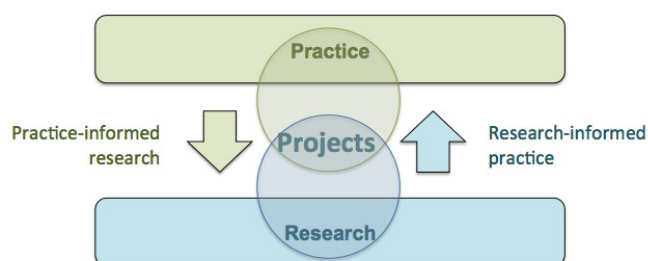 Practice
Practice-informed
research
Projects
Research-informed
practice
Research